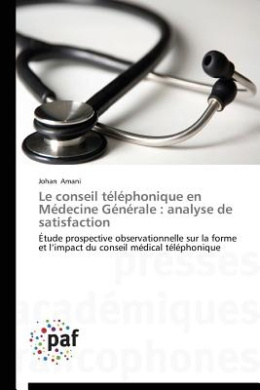 Johan Amani
Le conseil téléphonique en
Médecine Générale : analyse de
satisfaction
Étude prospective observationnelle sur la forme
et l'impact du conseil médical téléphonique
presses
académiques
francophones
paf